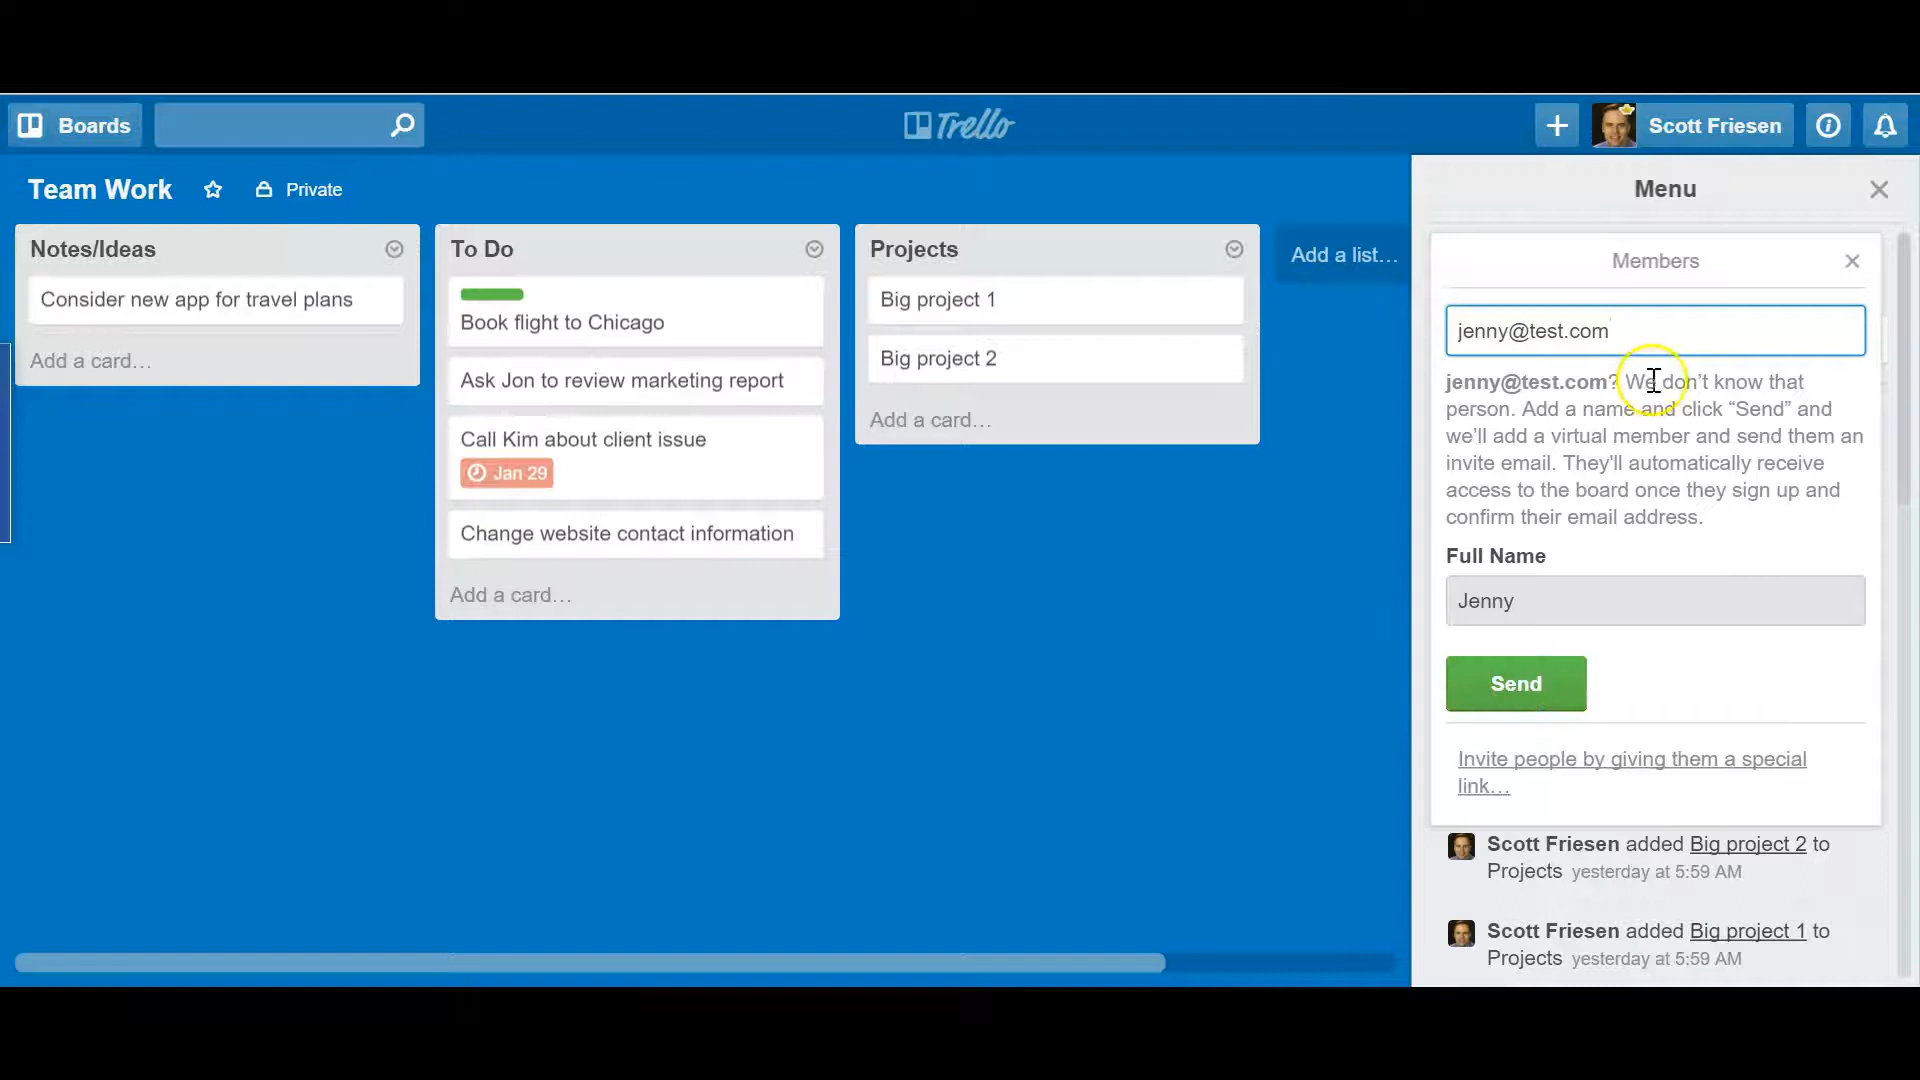 Boards
Trello
Scott Friesen
Team Work
Private
Menu
Notes/Ideas
Consider new app for travel plans
Add a card…
To Do
Book flight to Chicago
Ask Jon to review marketing report
Call Kim about client issue
Jan 29
Change website contact information
Add a card…
Projects
Big project 1
Big project 2
Add a card…
Add a list…
Members
jenny@test.com
jenny@test.com? We don’t know that
person. Add a name and click “Send” and
we’ll add a virtual member and send them an
invite email. They'll automatically receive
access to the board once they sign up and
confirm their email address.
Full Name
Jenny
Send
Invite people by giving them a special
link…
Scott Friesen added Big project 2 to
Projects yesterday at 5:59 AM
Scott Friesen added Big project 1 to
Projects yesterday at 5:59 AM